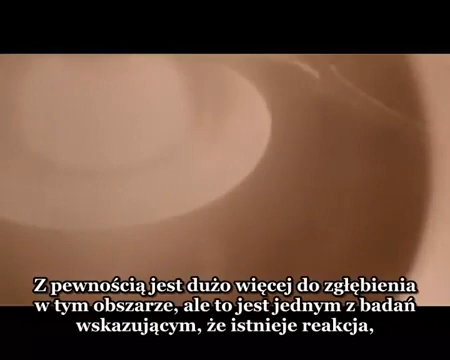 Z pewnością jest dużo więcej do zgłębienia
w tym obszarze, ale to jest jednym z badań
wskazującym, że istnieje reakcja,